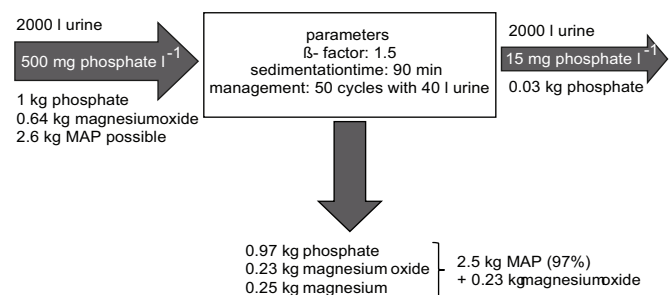 2000 l urine
500 mg phosphate l-1
1 kg phosphate
0.64 kg magnesiumoxide
2.6 kg MAP possible
parameters
ß- factor: 1.5
sedimentationtime: 90 min
management: 50 cycles with 40 l urine
2000 l urine
15 mg phosphate l-1
0.03 kg phosphate
0.97 kg phosphate
0.23 kg magnesium oxide
0.25 kg magnesium
2.5 kg MAP (97%)
+ 0.23 kg magnesiumoxide